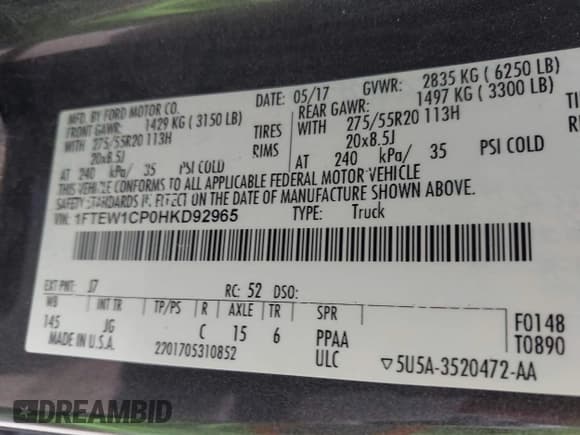 MFD. BY FORD MOTOR CO.
DATE: 05/17 GVWR: 2835 KG ( 6250 LB)
FRONT GAWR: 1429 KG ( 3150 LB)
REAR GAWR: 1497 KG ( 3300 LB)
WITH 275/55R20 113H TIRES
WITH 275/55R20 113H TIRES
20x8.5J RIMS
20x8.5J RIMS
AT 240 kPa/ 35 PSI COLD
AT 240 kPa/ 35 PSI COLD
THIS VEHICLE CONFORMS TO ALL APPLICABLE FEDERAL MOTOR VEHICLE
SAFETY STANDARDS IN EFFECT ON THE DATE OF MANUFACTURE SHOWN ABOVE.
VIN: 1FTEW1CP0HKD92965
TYPE: Truck
EXT PNT: J7 RC: 52 DSO:
WB INT TR TP/PS R AXLE TR SPR
145 JG C 15 6 PPAA
F0148
T0890
MADE IN U.S.A.
2201705310852
ULC
▽5U5A-3520472-AA
DREAMBID